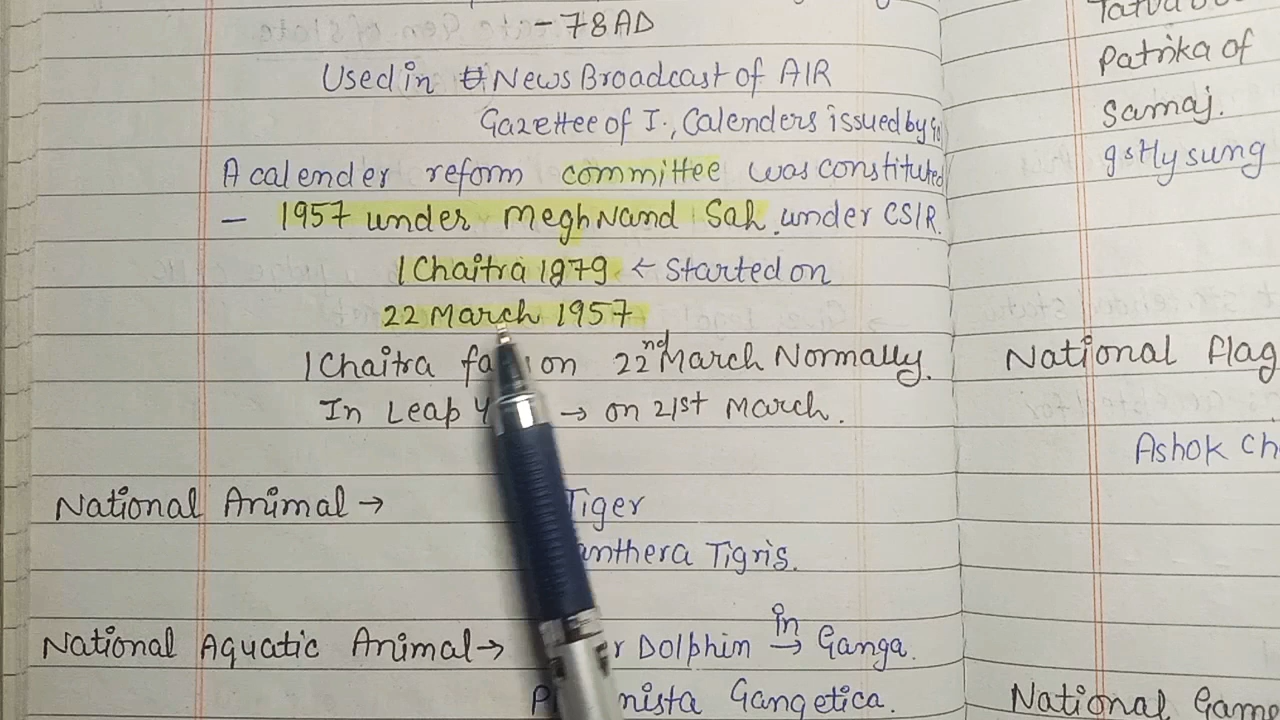 - 78AD
Used in News Broadcast of AIR
Gazettee of I., Calenders issued by
A calender reform committee was constituted
- 1957 under MeghNand Sah under CSIR.
1 Chaitra 1879 ← Started on
22 March 1957
1 Chaitra on 22nd March Normally.
In Leap → on 21st March.
National Animal → Tiger
anthera Tigris.
National Aquatic Animal → r Dolphin in → Ganga.
nista Gangetica.
Patrika of
Samaj.
National Flag
Ashok Ch
National Game